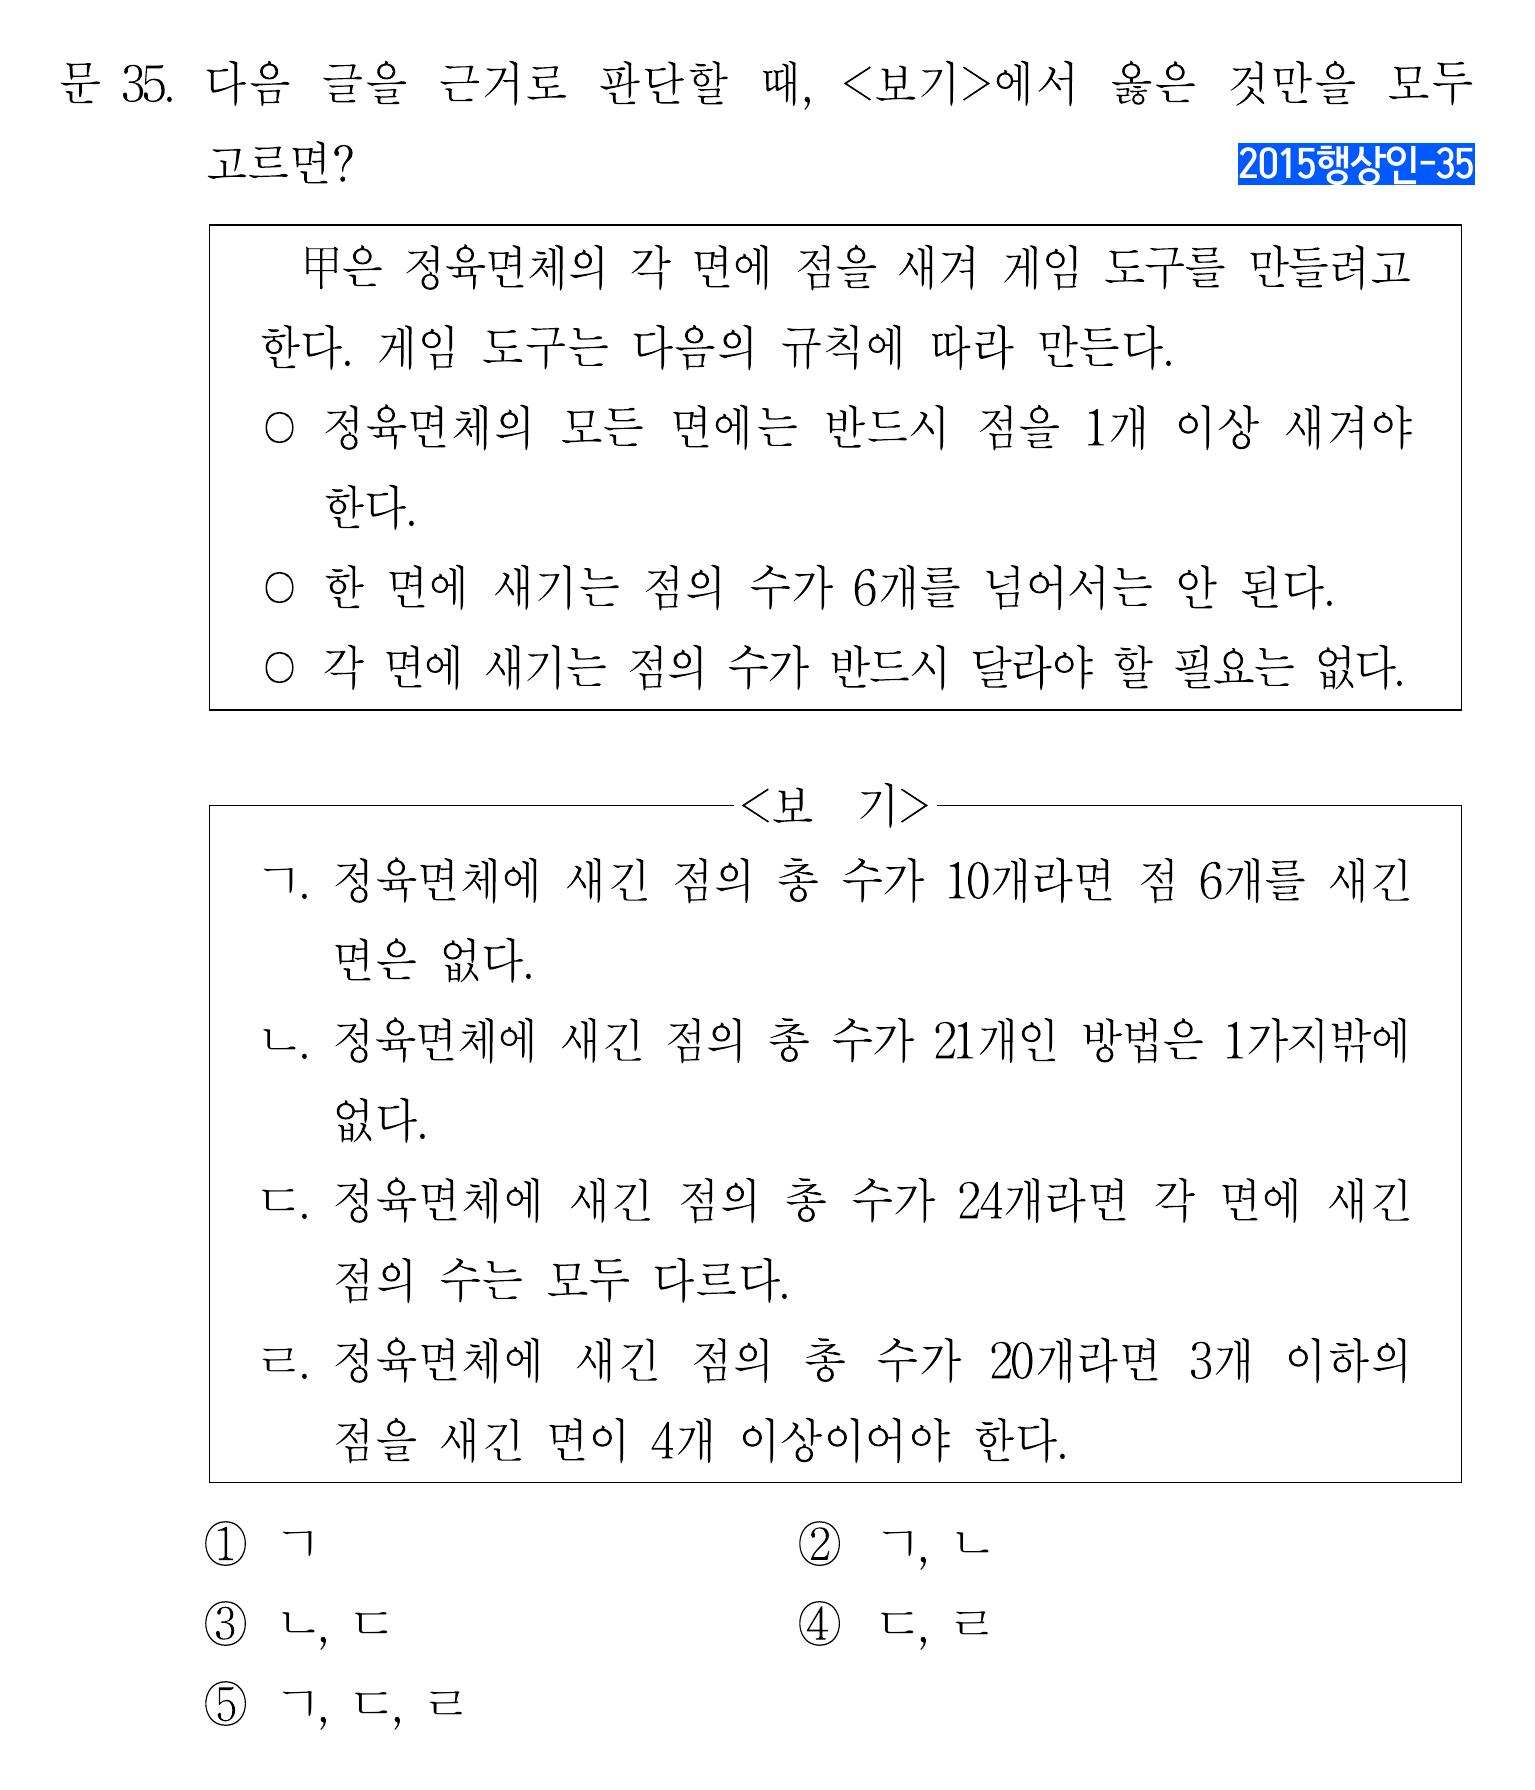 문 35. 다음 글을 근거로 판단할 때, <보기>에서 옳은 것만을 모두
고르면?
2015행상인-35
甲은 정육면체의 각 면에 점을 새겨 게임 도구를 만들려고
한다. 게임 도구는 다음의 규칙에 따라 만든다.
○ 정육면체의 모든 면에는 반드시 점을 1개 이상 새겨야
한다.
○ 한 면에 새기는 점의 수가 6개를 넘어서는 안 된다.
○ 각 면에 새기는 점의 수가 반드시 달라야 할 필요는 없다.
<보 기>
ㄱ. 정육면체에 새긴 점의 총 수가 10개라면 점 6개를 새긴
면은 없다.
ㄴ. 정육면체에 새긴 점의 총 수가 21개인 방법은 1가지밖에
없다.
ㄷ. 정육면체에 새긴 점의 총 수가 24개라면 각 면에 새긴
점의 수는 모두 다르다.
ㄹ. 정육면체에 새긴 점의 총 수가 20개라면 3개 이하의
점을 새긴 면이 4개 이상이어야 한다.
① ㄱ
② ㄱ, ㄴ
③ ㄴ, ㄷ
④ ㄷ, ㄹ
⑤ ㄱ, ㄷ, ㄹ